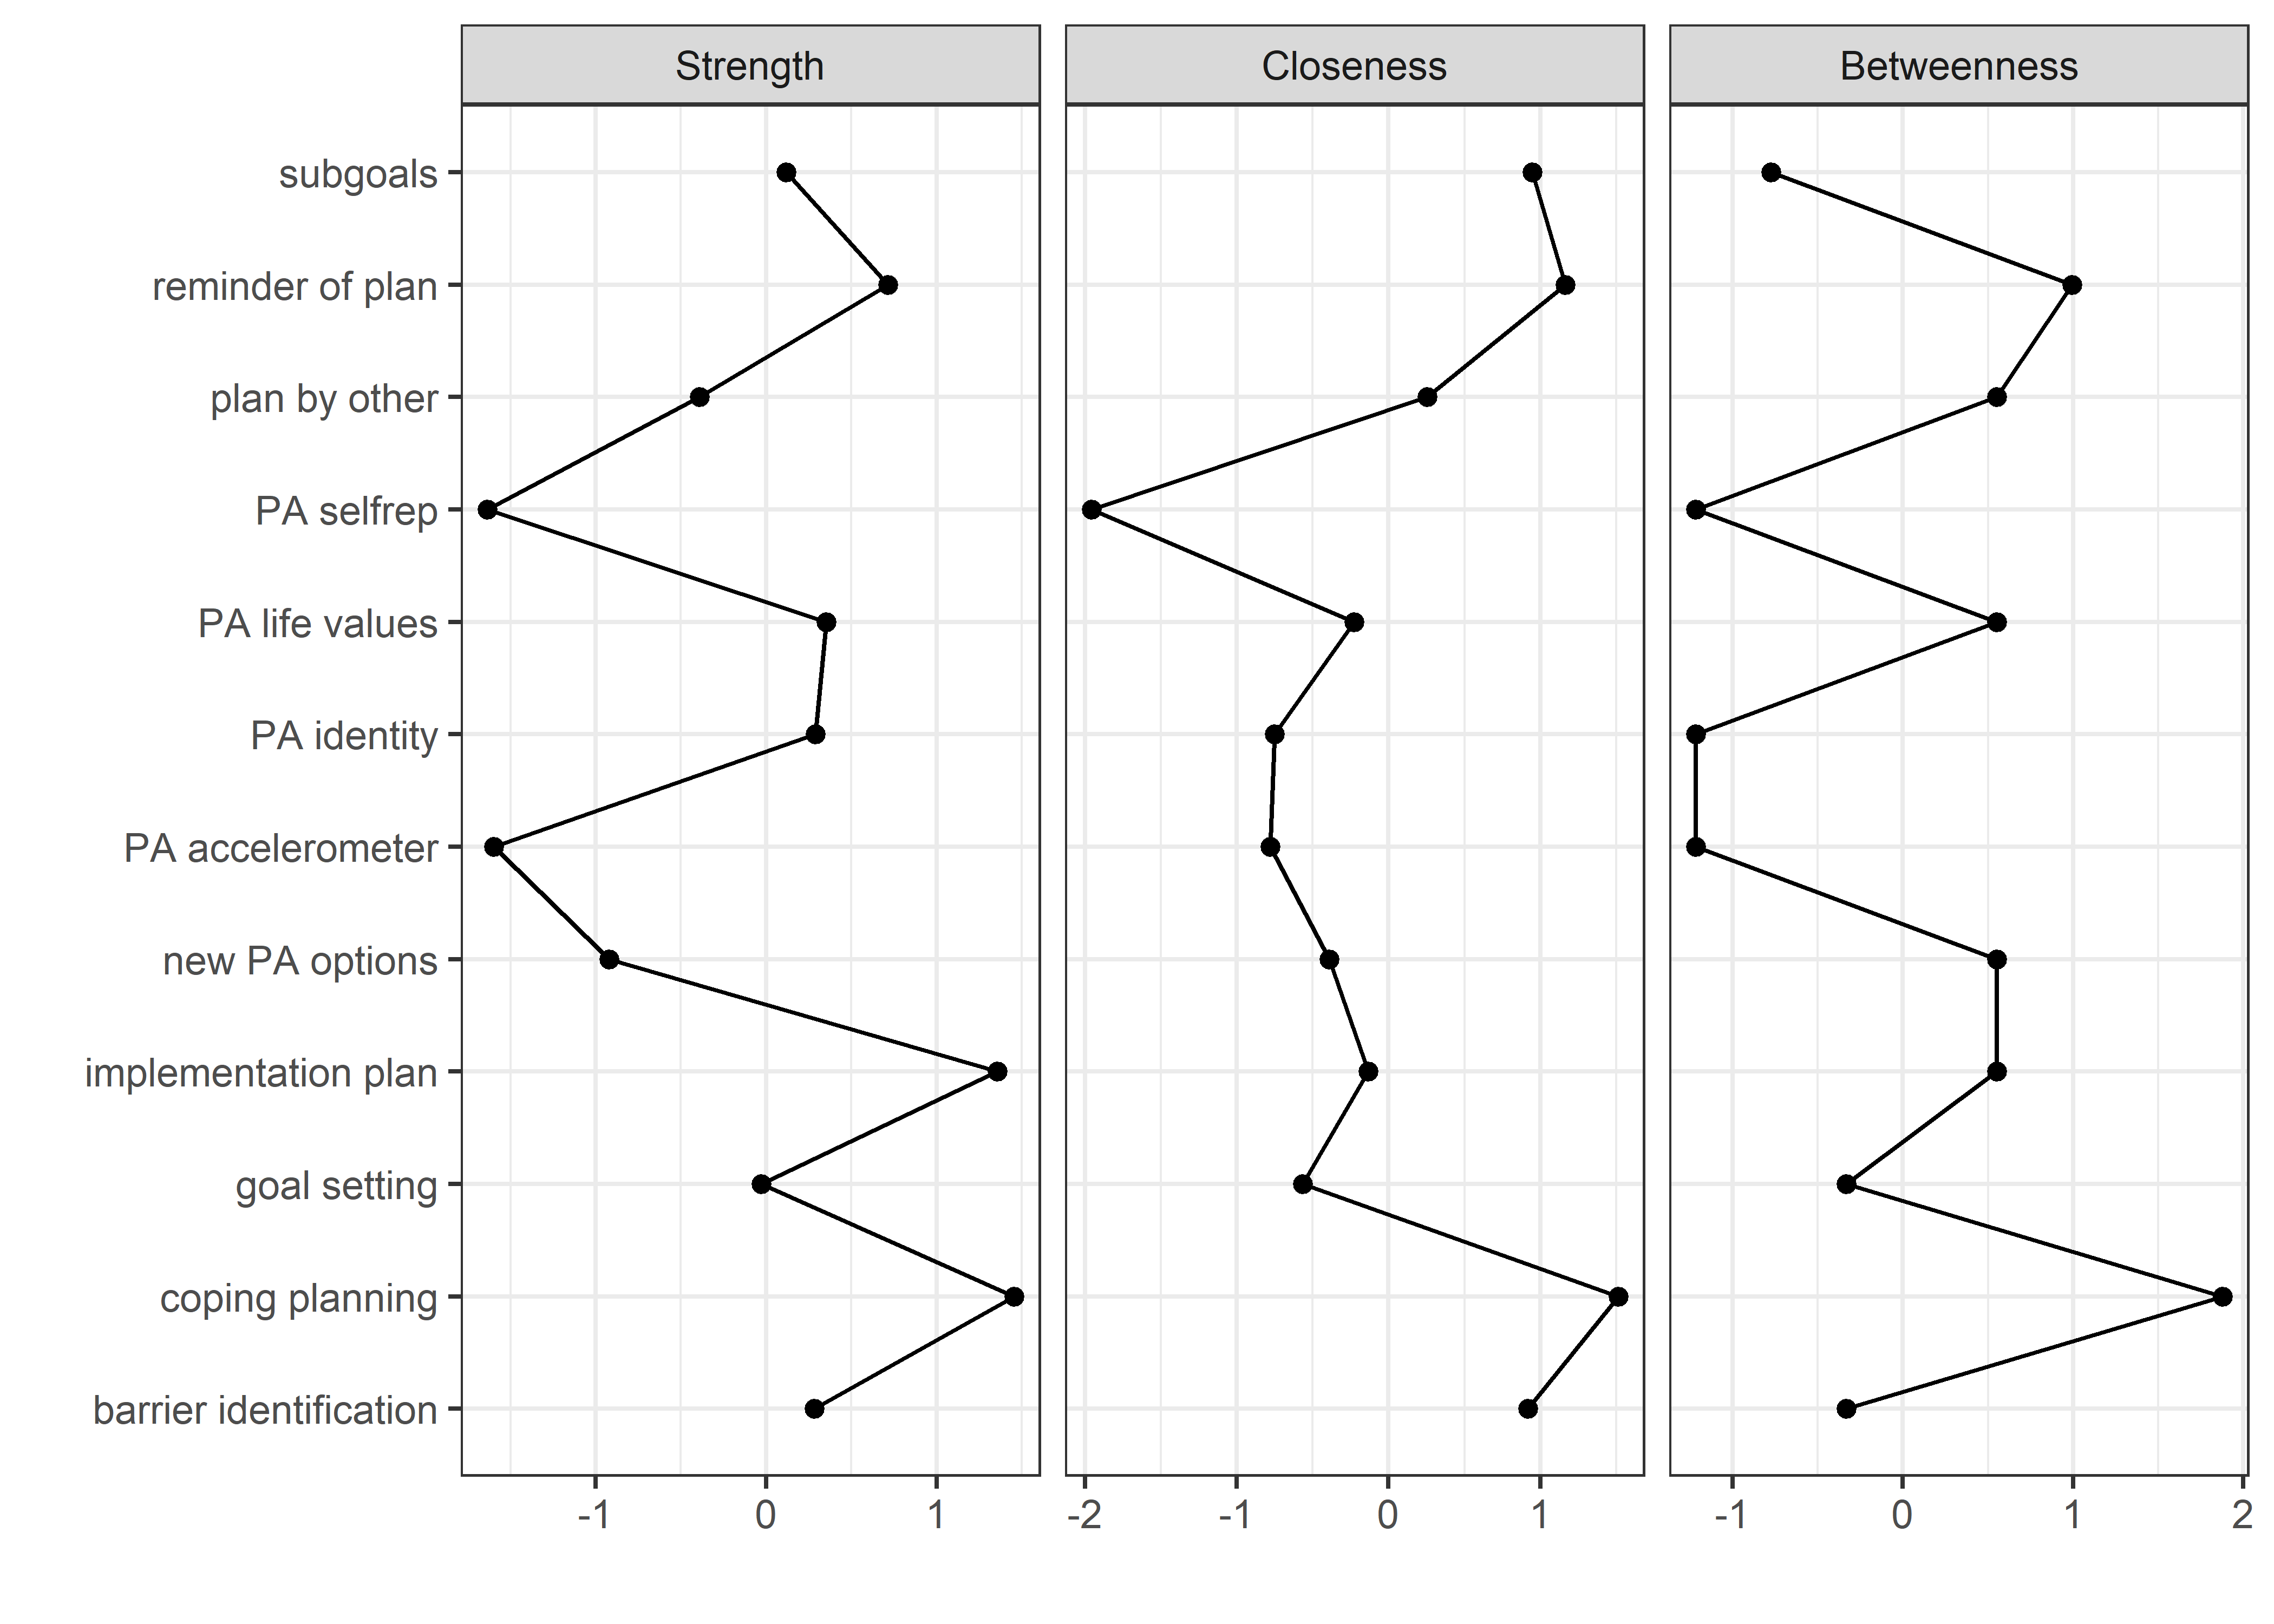 Strength Closeness Betweenness
subgoals
reminder of plan
plan by other
PA selfrep
PA life values
PA identity
PA accelerometer
new PA options
implementation plan
goal setting
coping planning
barrier identification
-1 0 1 -2 -1 0 1 -1 0 1 2